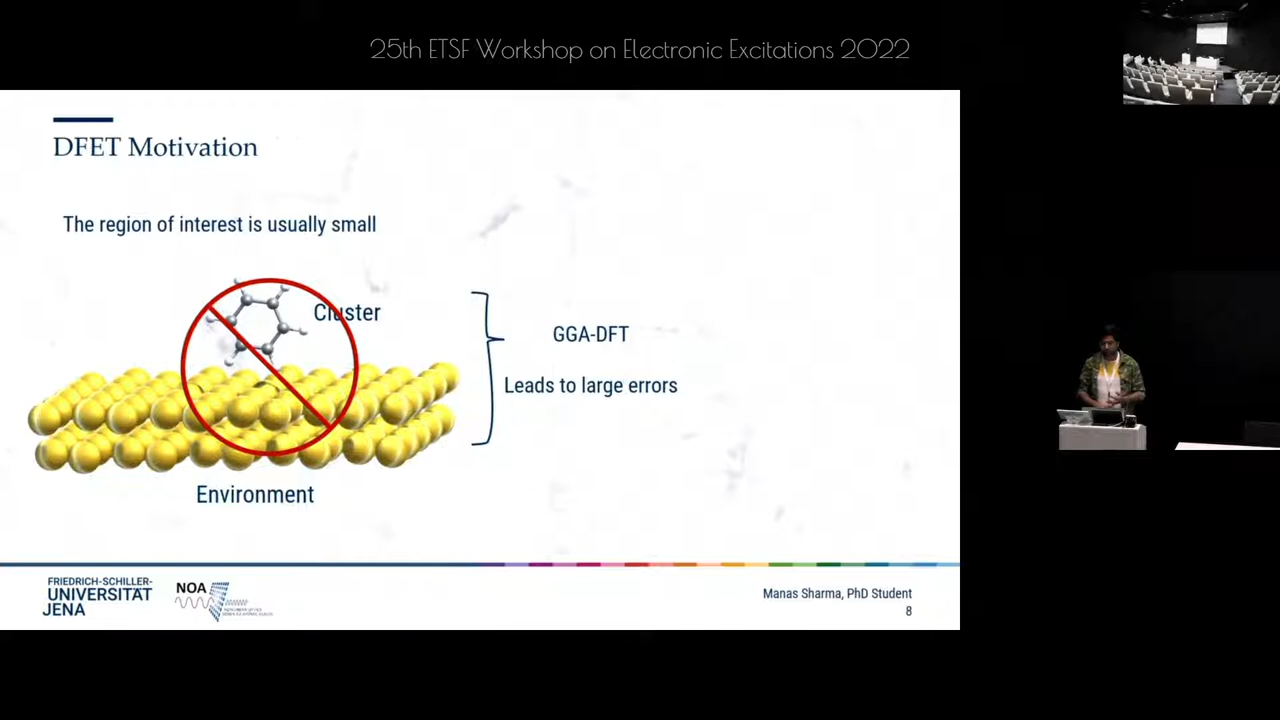 25th ETSF Workshop on Electronic Excitations 2022
DFET Motivation
The region of interest is usually small
Cluster
GGA-DFT
Leads to large errors
Environment
FRIEDRICH-SCHILLER-
UNIVERSITÄT
JENA
NOA
Manas Sharma, PhD Student
8